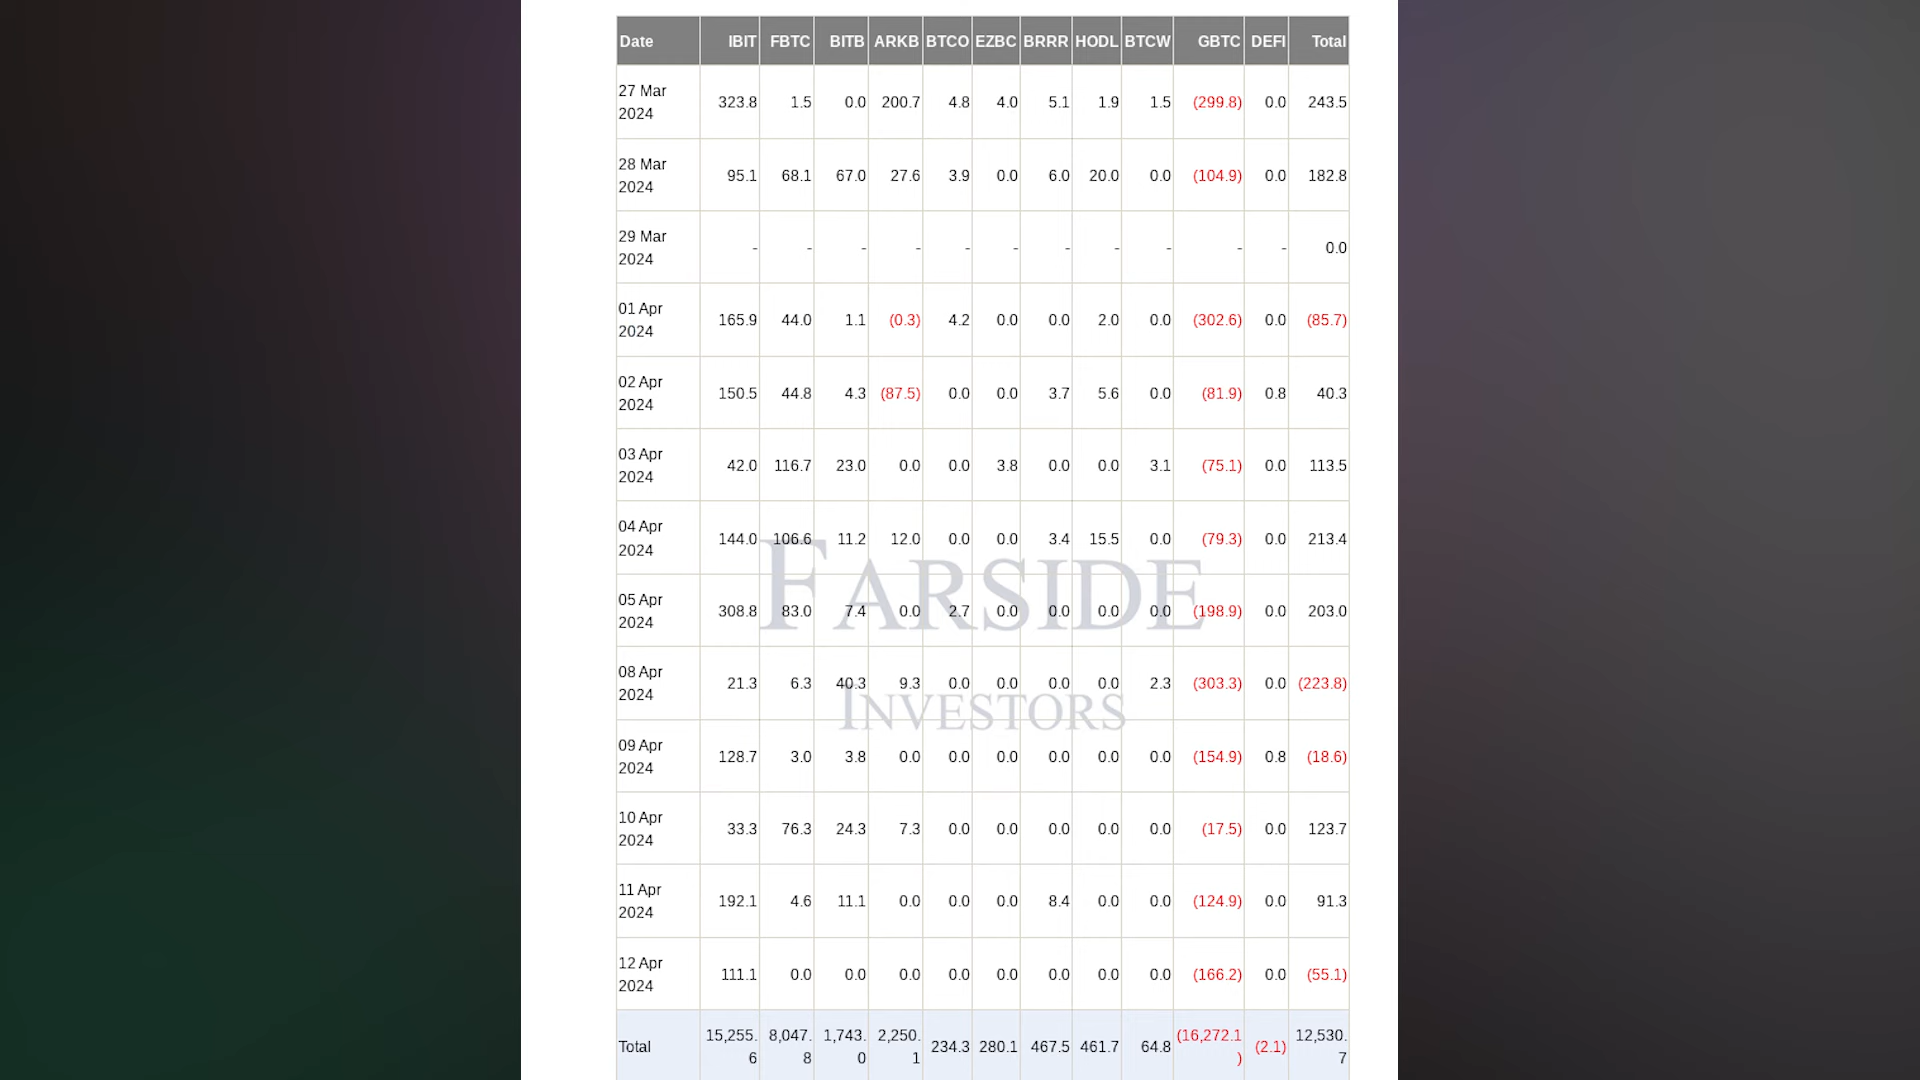 Date IBIT FBTC BITB ARKB BTCO EZBC BRRR HODL BTCW GBTC DEFI Total
27 Mar 2024 323.8 1.5 0.0 200.7 4.8 4.0 5.1 1.9 1.5 (299.8) 0.0 243.5
28 Mar 2024 95.1 68.1 67.0 27.6 3.9 0.0 6.0 20.0 0.0 (104.9) 0.0 182.8
29 Mar 2024 - - - - - - - - - - - 0.0
01 Apr 2024 165.9 44.0 1.1 (0.3) 4.2 0.0 0.0 2.0 0.0 (302.6) 0.0 (85.7)
02 Apr 2024 150.5 44.8 4.3 (87.5) 0.0 0.0 3.7 5.6 0.0 (81.9) 0.8 40.3
03 Apr 2024 42.0 116.7 23.0 0.0 0.0 3.8 0.0 0.0 3.1 (75.1) 0.0 113.5
04 Apr 2024 144.0 106.6 11.2 12.0 0.0 0.0 3.4 15.5 0.0 (79.3) 0.0 213.4
FARSIDE
05 Apr 2024 308.8 83.0 7.4 0.0 2.7 0.0 0.0 0.0 0.0 (198.9) 0.0 203.0
08 Apr 2024 21.3 6.3 40.3 9.3 0.0 0.0 0.0 0.0 2.3 (303.3) 0.0 (223.8)
INVESTORS
09 Apr 2024 128.7 3.0 3.8 0.0 0.0 0.0 0.0 0.0 0.0 (154.9) 0.8 (18.6)
10 Apr 2024 33.3 76.3 24.3 7.3 0.0 0.0 0.0 0.0 0.0 (17.5) 0.0 123.7
11 Apr 2024 192.1 4.6 11.1 0.0 0.0 0.0 8.4 0.0 0.0 (124.9) 0.0 91.3
12 Apr 2024 111.1 0.0 0.0 0.0 0.0 0.0 0.0 0.0 0.0 (166.2) 0.0 (55.1)
Total 15,255.6 8,047.8 1,743.0 2,250.1 234.3 280.1 467.5 461.7 64.8 (16,272.1) (2.1) 12,530.7